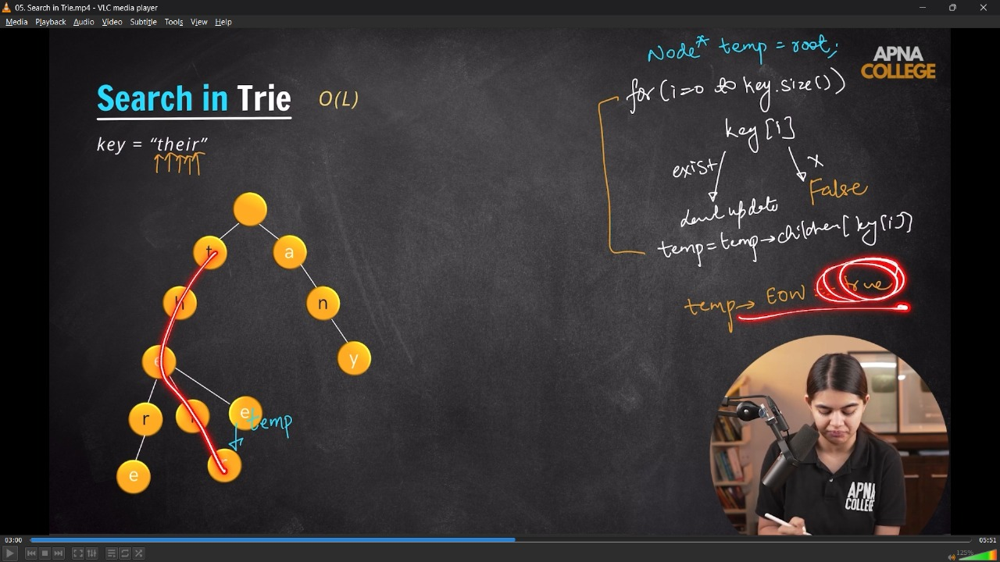 05. Search in Trie.mp4 - VLC media player
Media Playback Audio Video Subtitle Tools View Help
Node* temp = root;
APNA
COLLEGE
Search in Trie O(L)
for (i=0 to key.size())
key = "their"
key[i]
exist
x
False
update
temp = temp→children[key[i]]
temp→ EOW == true
t
a
h
n
e
y
r
i
e
temp
e
r
APNA
COLLEGE
03:00
05:51
125%